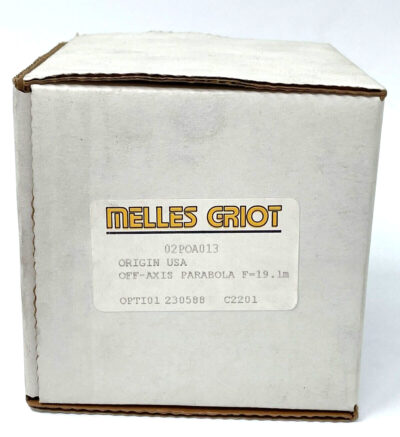 MELLES GRIOT
02POA013
ORIGIN USA
OFF-AXIS PARABOLA F=19.1m
OPTI01 230588 C2201